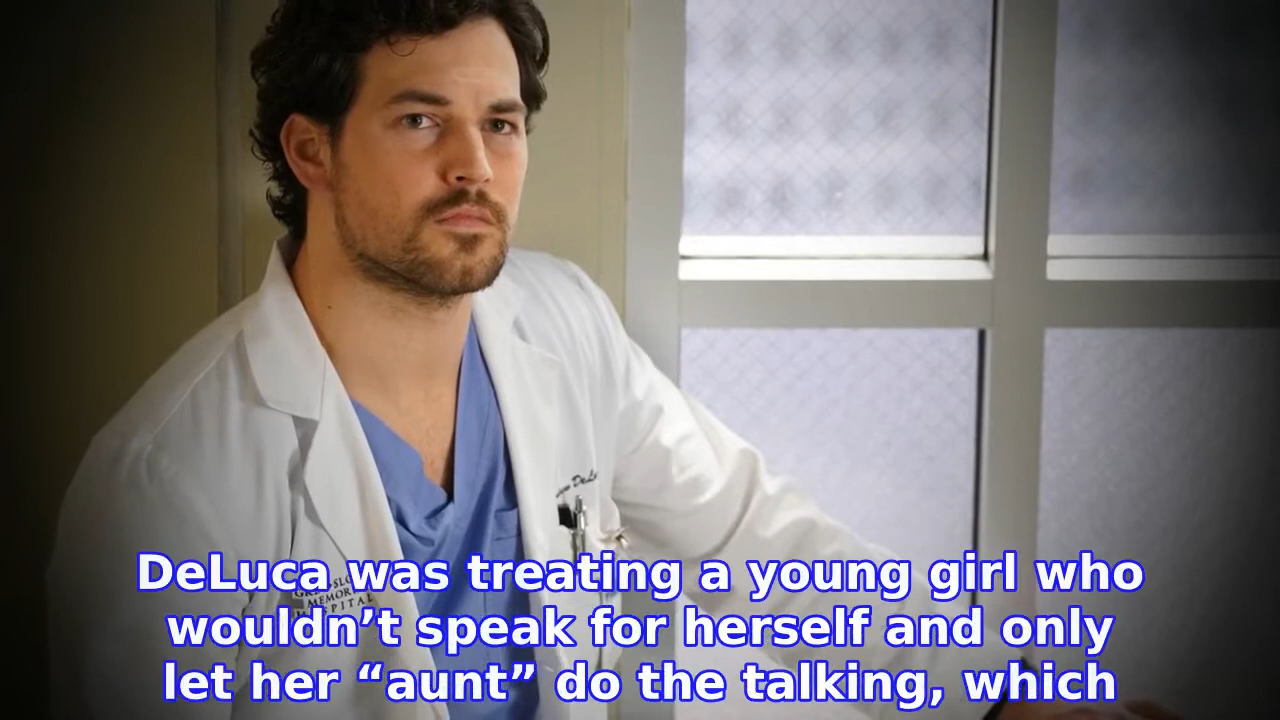 DeLuca was treating a young girl who
wouldn’t speak for herself and only
let her “aunt” do the talking, which